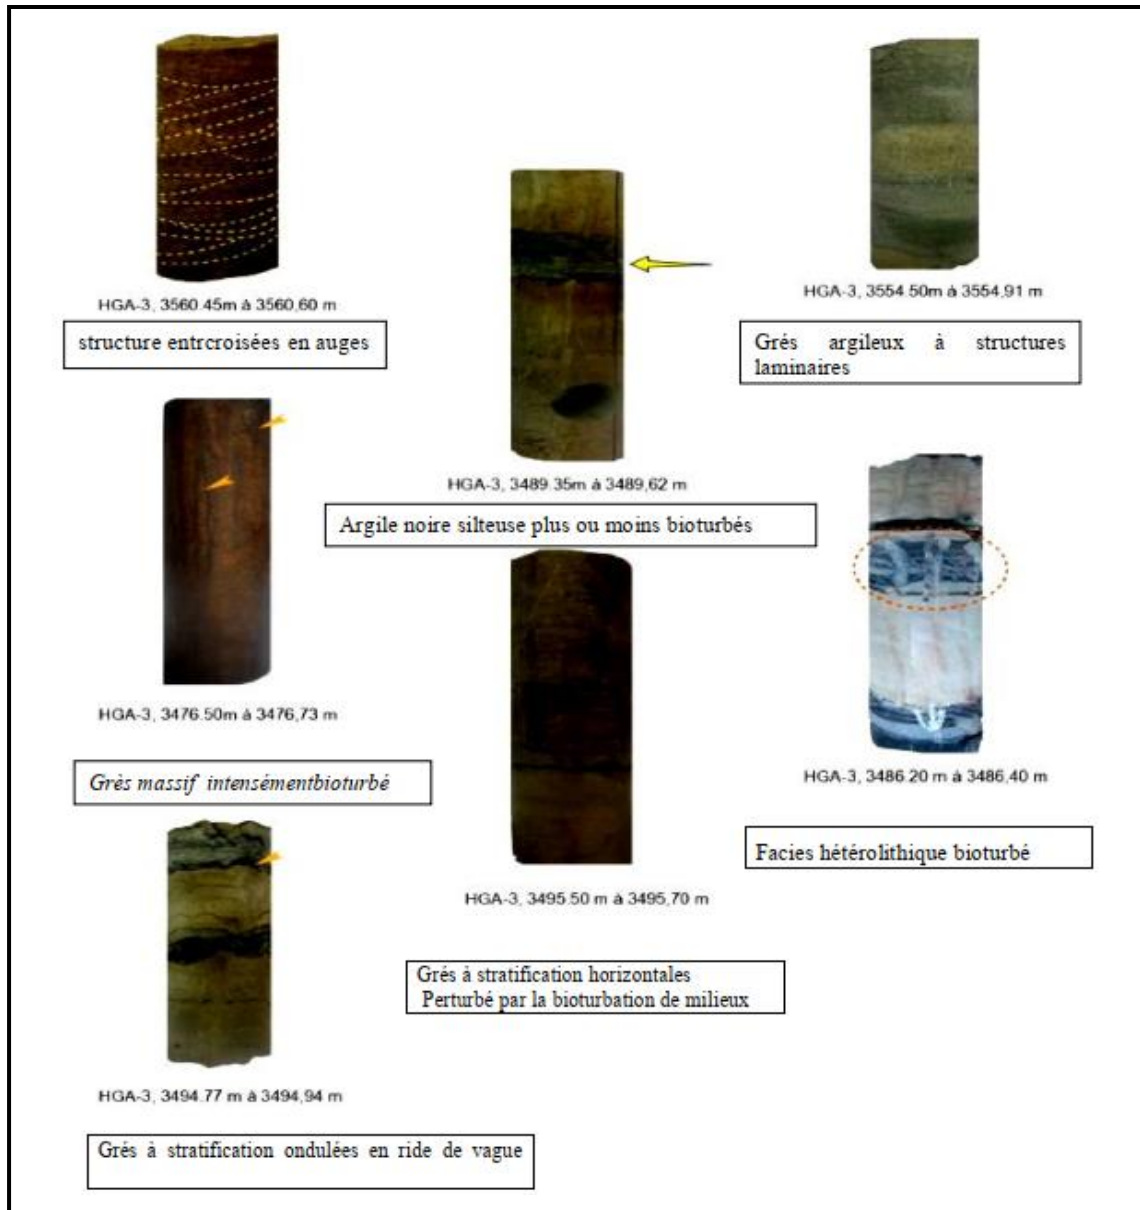 HGA-3, 3560.45m à 3560,60 m
structure entrcroisées en auges
HGA-3, 3554.50m à 3554,91 m
Grés argileux à structures
laminaires
HGA-3, 3489.35m à 3489,62 m
Argile noire silteuse plus ou moins bioturbés
HGA-3, 3476.50m à 3476,73 m
Grès massif intensémentbioturbé
HGA-3, 3486.20 m à 3486,40 m
Facies hétérolithique bioturbé
HGA-3, 3495.50 m à 3495,70 m
Grés à stratification horizontales
Perturbé par la bioturbation de milieux
HGA-3, 3494.77 m à 3494,94 m
Grés à stratification ondulées en ride de vague